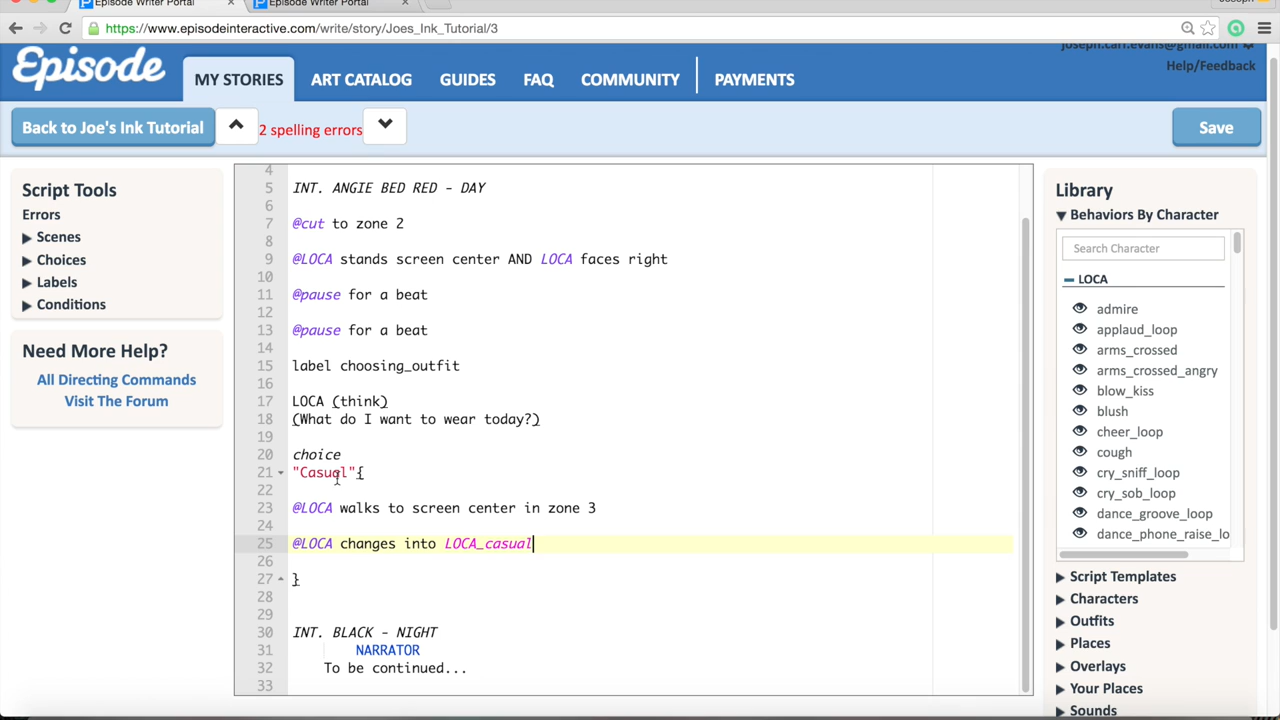 Episode Writer Portal
Episode Writer Portal
https://www.episodeinteractive.com/write/story/Joes_Ink_Tutorial/3
joseph.carl.evans@gmail.com
Help/Feedback
Episode
MY STORIES
ART CATALOG
GUIDES
FAQ
COMMUNITY
PAYMENTS
Back to Joe's Ink Tutorial
2 spelling errors
Save
Script Tools
Errors
Scenes
Choices
Labels
Conditions
Need More Help?
All Directing Commands
Visit The Forum
4
5 INT. ANGIE BED RED - DAY
6
7 @cut to zone 2
8
9 @LOCA stands screen center AND LOCA faces right
10
11 @pause for a beat
12
13 @pause for a beat
14
15 label choosing_outfit
16
17 LOCA (think)
18 (What do I want to wear today?)
19
20 choice
21 "Casual"{
22
23 @LOCA walks to screen center in zone 3
24
25 @LOCA changes into LOCA_casual
26
27 }
28
29
30 INT. BLACK - NIGHT
31 NARRATOR
32 To be continued...
33
Library
Behaviors By Character
Search Character
LOCA
admire
applaud_loop
arms_crossed
arms_crossed_angry
blow_kiss
blush
cheer_loop
cough
cry_sniff_loop
cry_sob_loop
dance_groove_loop
dance_phone_raise_lo
Script Templates
Characters
Outfits
Places
Overlays
Your Places
Sounds